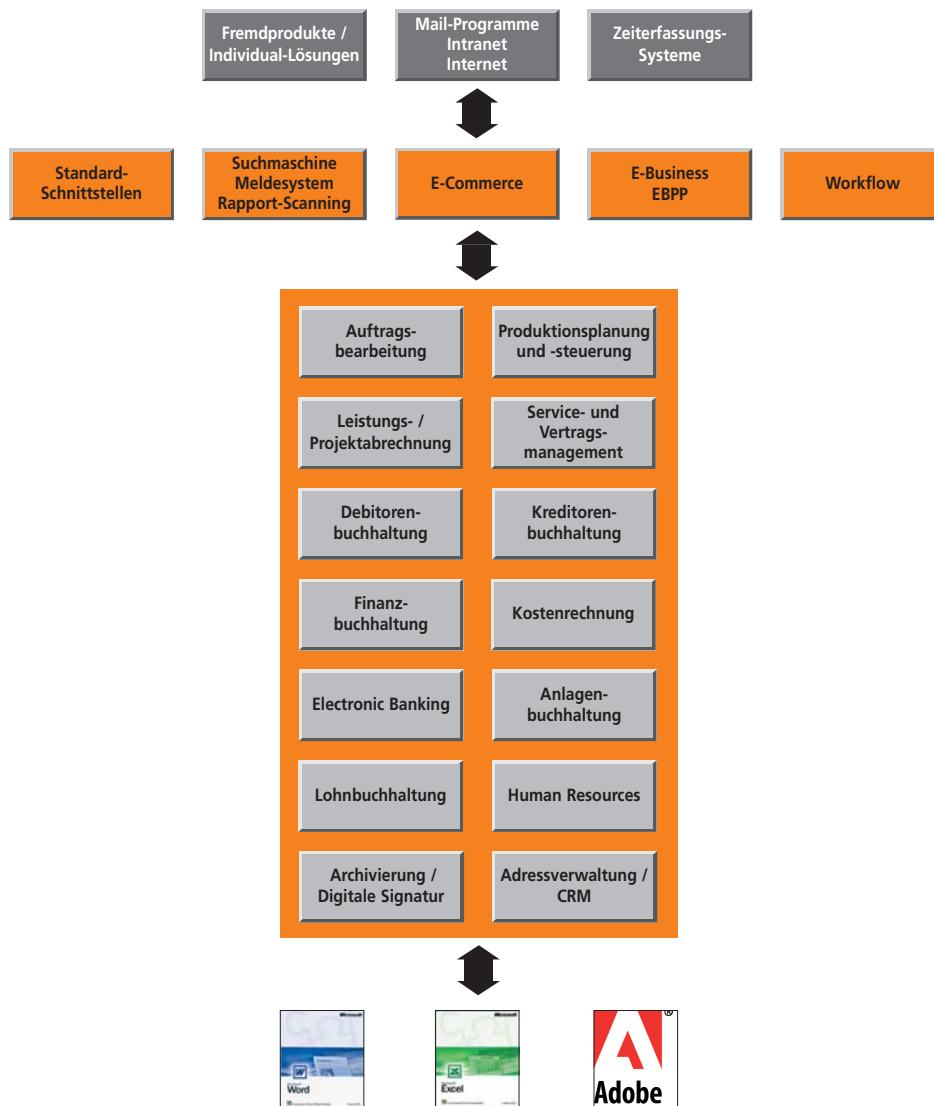 Fremdprodukte /
Individual-Lösungen
Mail-Programme
Intranet
Internet
Zeiterfassungs-
Systeme
Standard-
Schnittstellen
Suchmaschine
Meldesystem
Rapport-Scanning
E-Commerce
E-Business
EBPP
Workflow
Auftrags-
bearbeitung
Produktionsplanung
und -steuerung
Leistungs- /
Projektabrechnung
Service- und
Vertrags-
management
Debitoren-
buchhaltung
Kreditoren-
buchhaltung
Finanz-
buchhaltung
Kostenrechnung
Electronic Banking
Anlagen-
buchhaltung
Lohnbuchhaltung
Human Resources
Archivierung /
Digitale Signatur
Adressverwaltung /
CRM
Microsoft
W
Word
Microsoft
Excel
®
Adobe